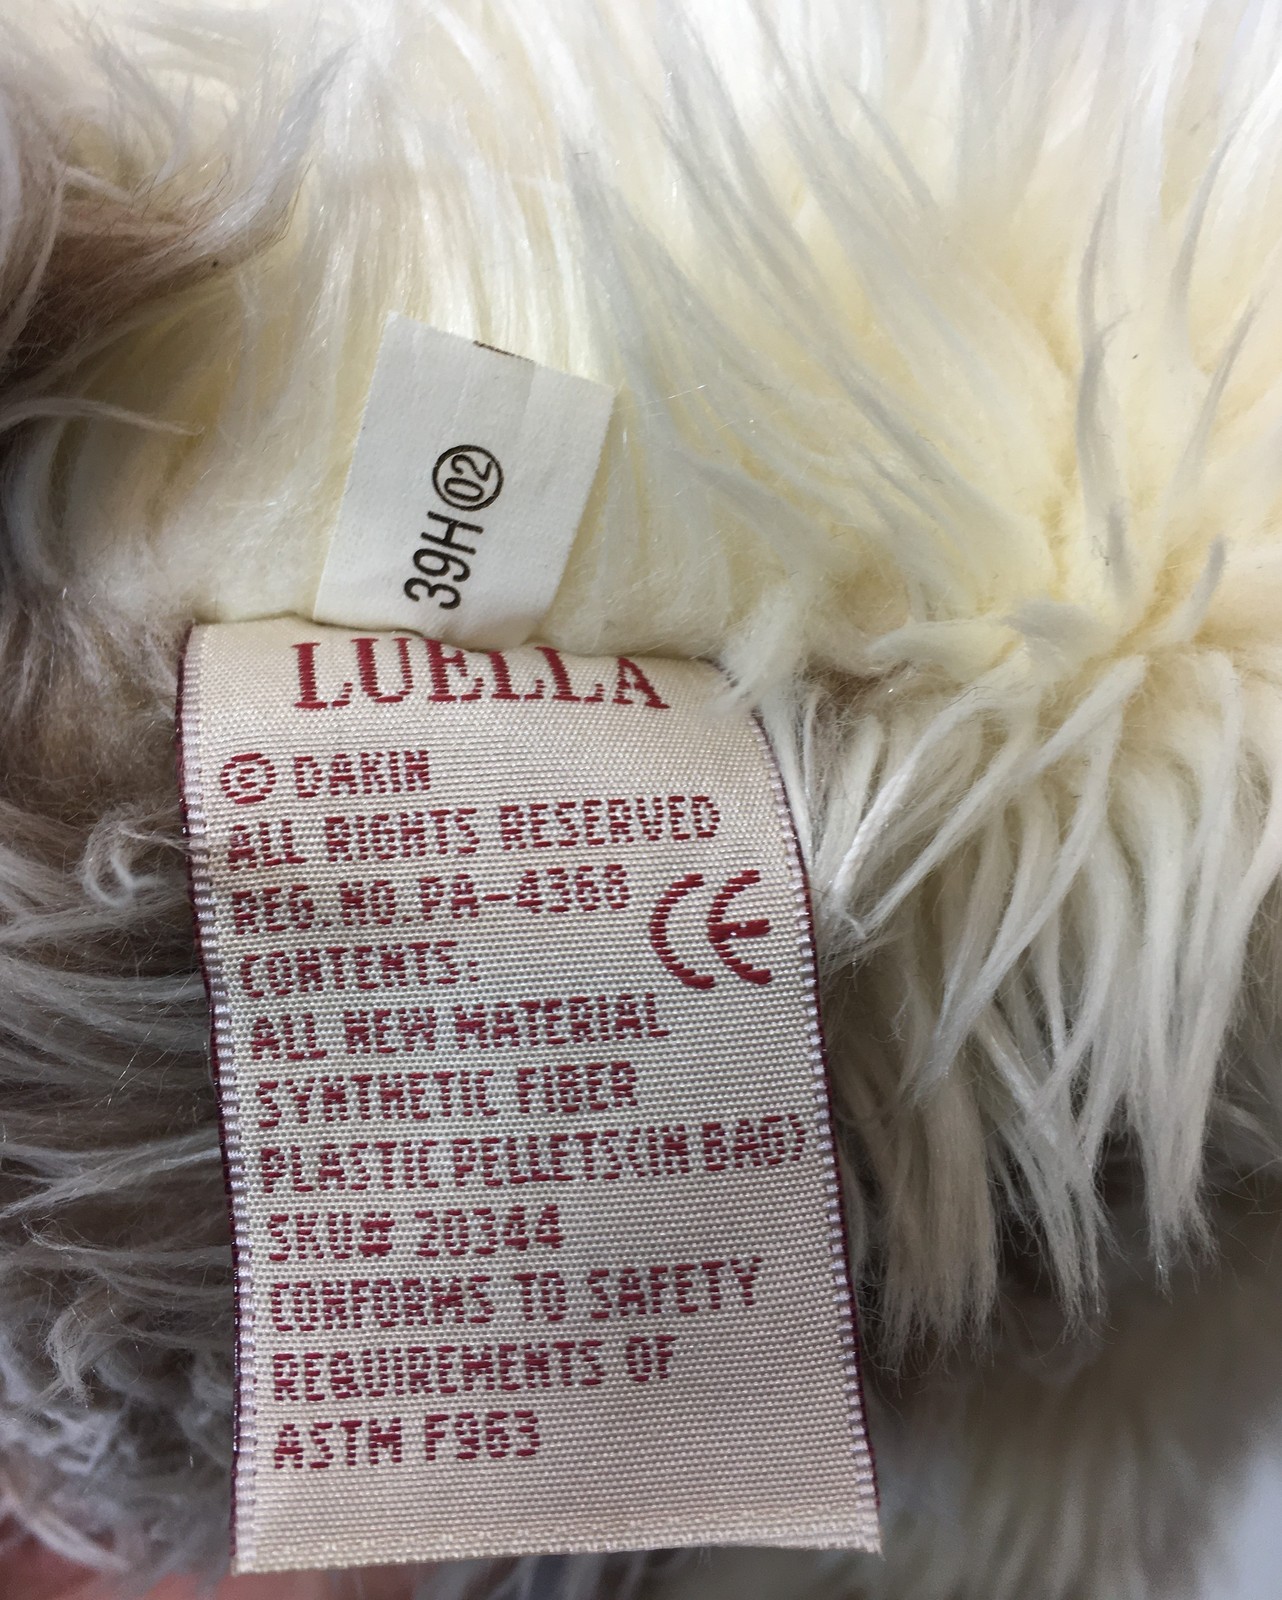 39H 02
LUELLA
© DAKIN
ALL RIGHTS RESERVED
REG.NO.PA-4368
CE
CONTENTS:
ALL NEW MATERIAL
SYNTHETIC FIBER
PLASTIC PELLETS(IN BAG)
SKU# 20344
CONFORMS TO SAFETY
REQUIREMENTS OF
ASTM F963